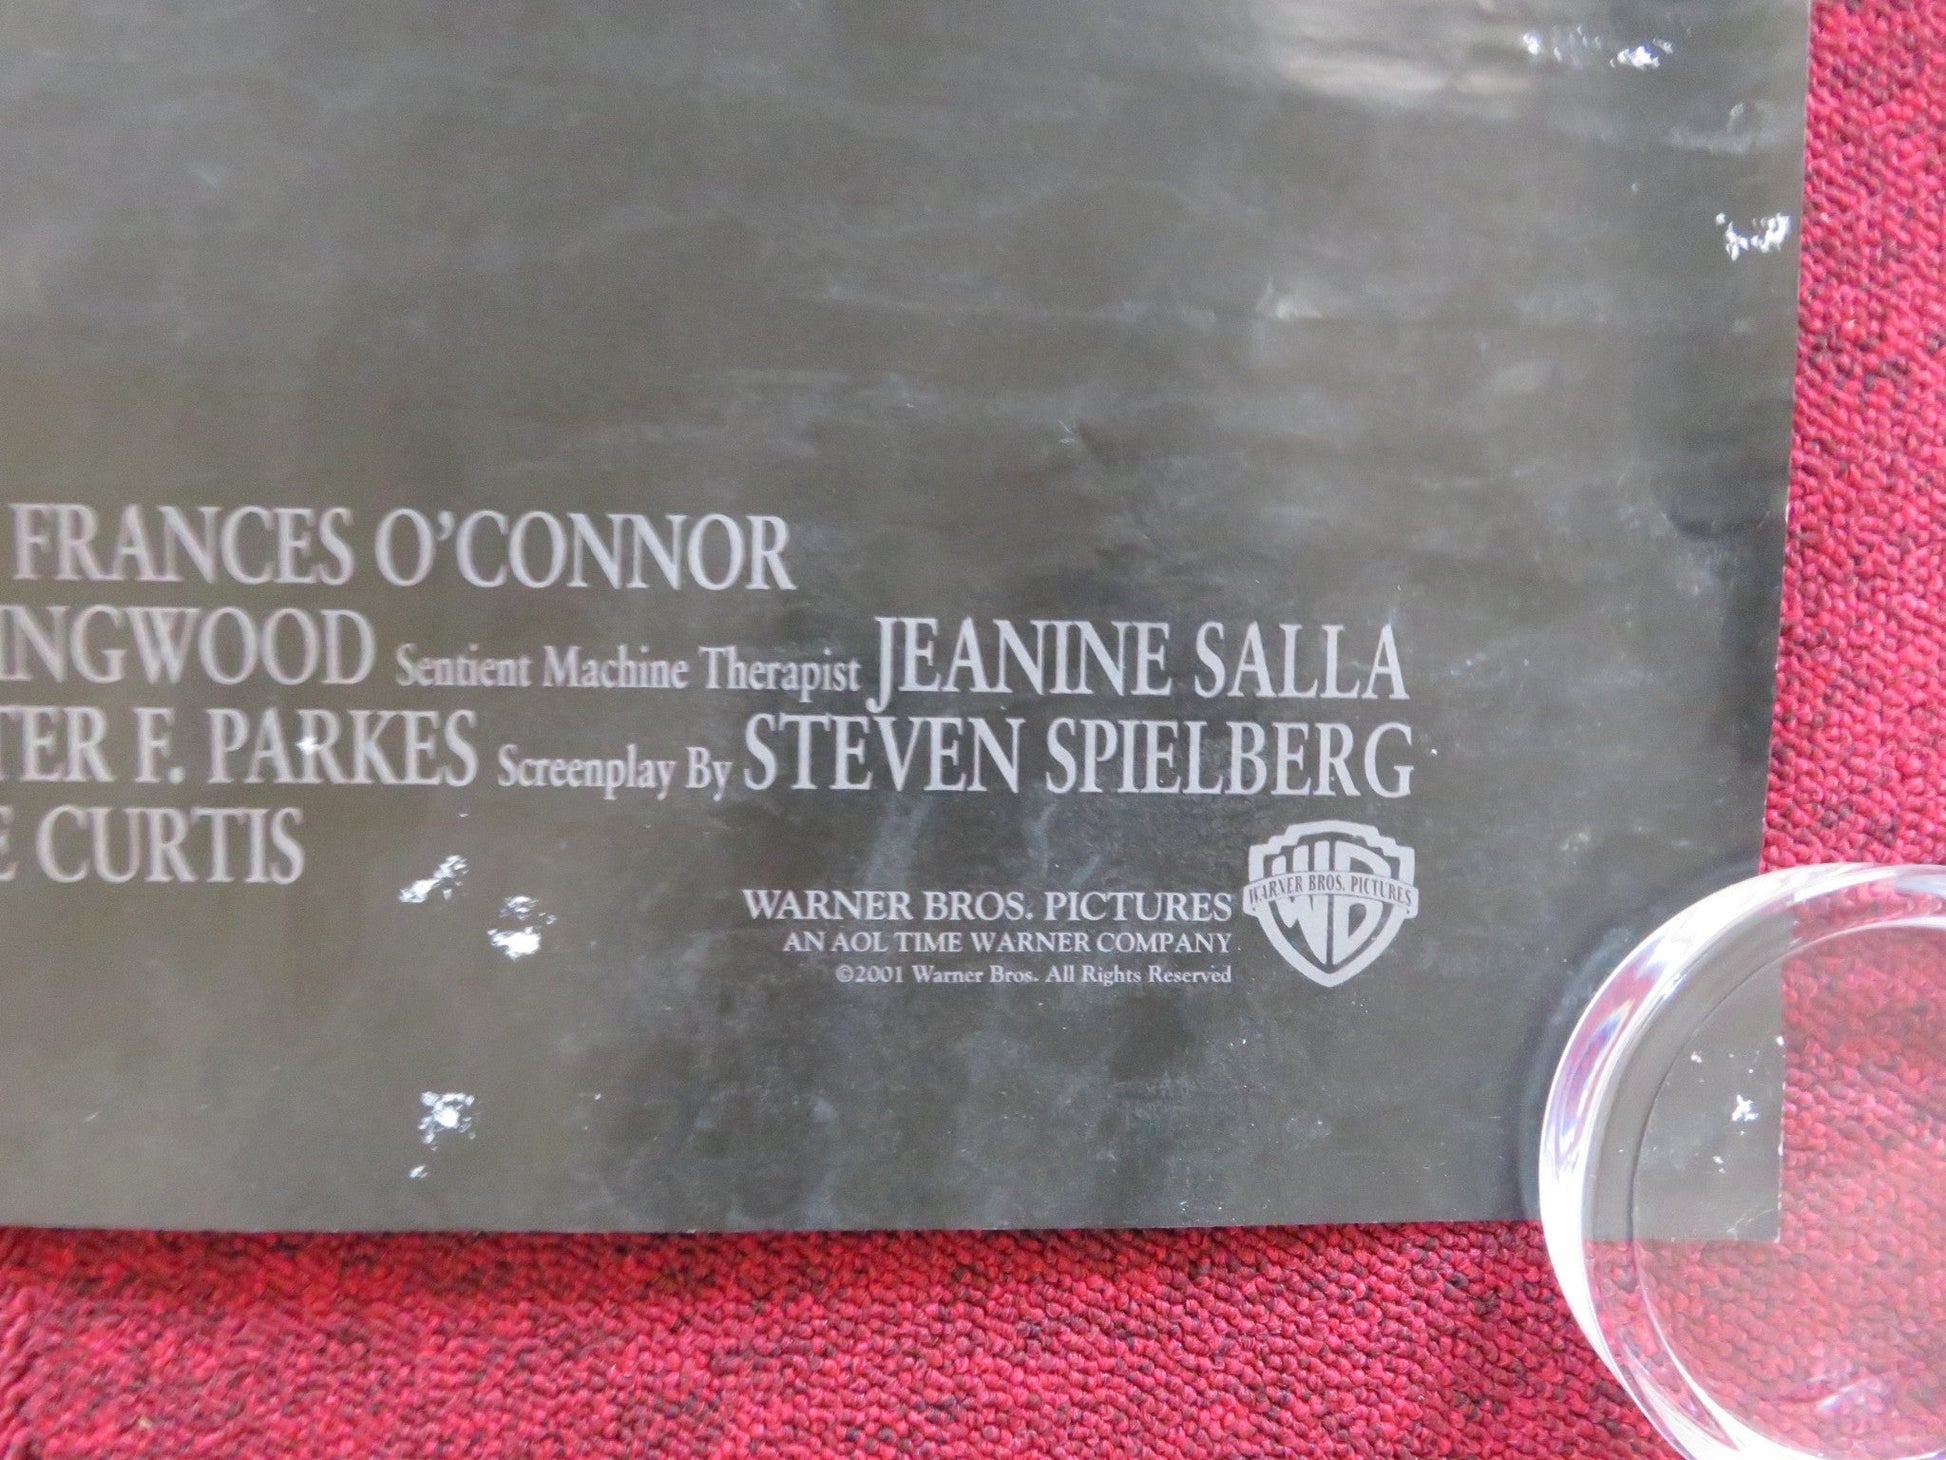 FRANCES O'CONNOR
INGWOOD Sentient Machine Therapist JEANINE SALLA
TER F. PARKES Screenplay By STEVEN SPIELBERG
E CURTIS
WARNER BROS. PICTURES
AN AOL TIME WARNER COMPANY
©2001 Warner Bros. All Rights Reserved
WB
WARNER BROS. PICTURES